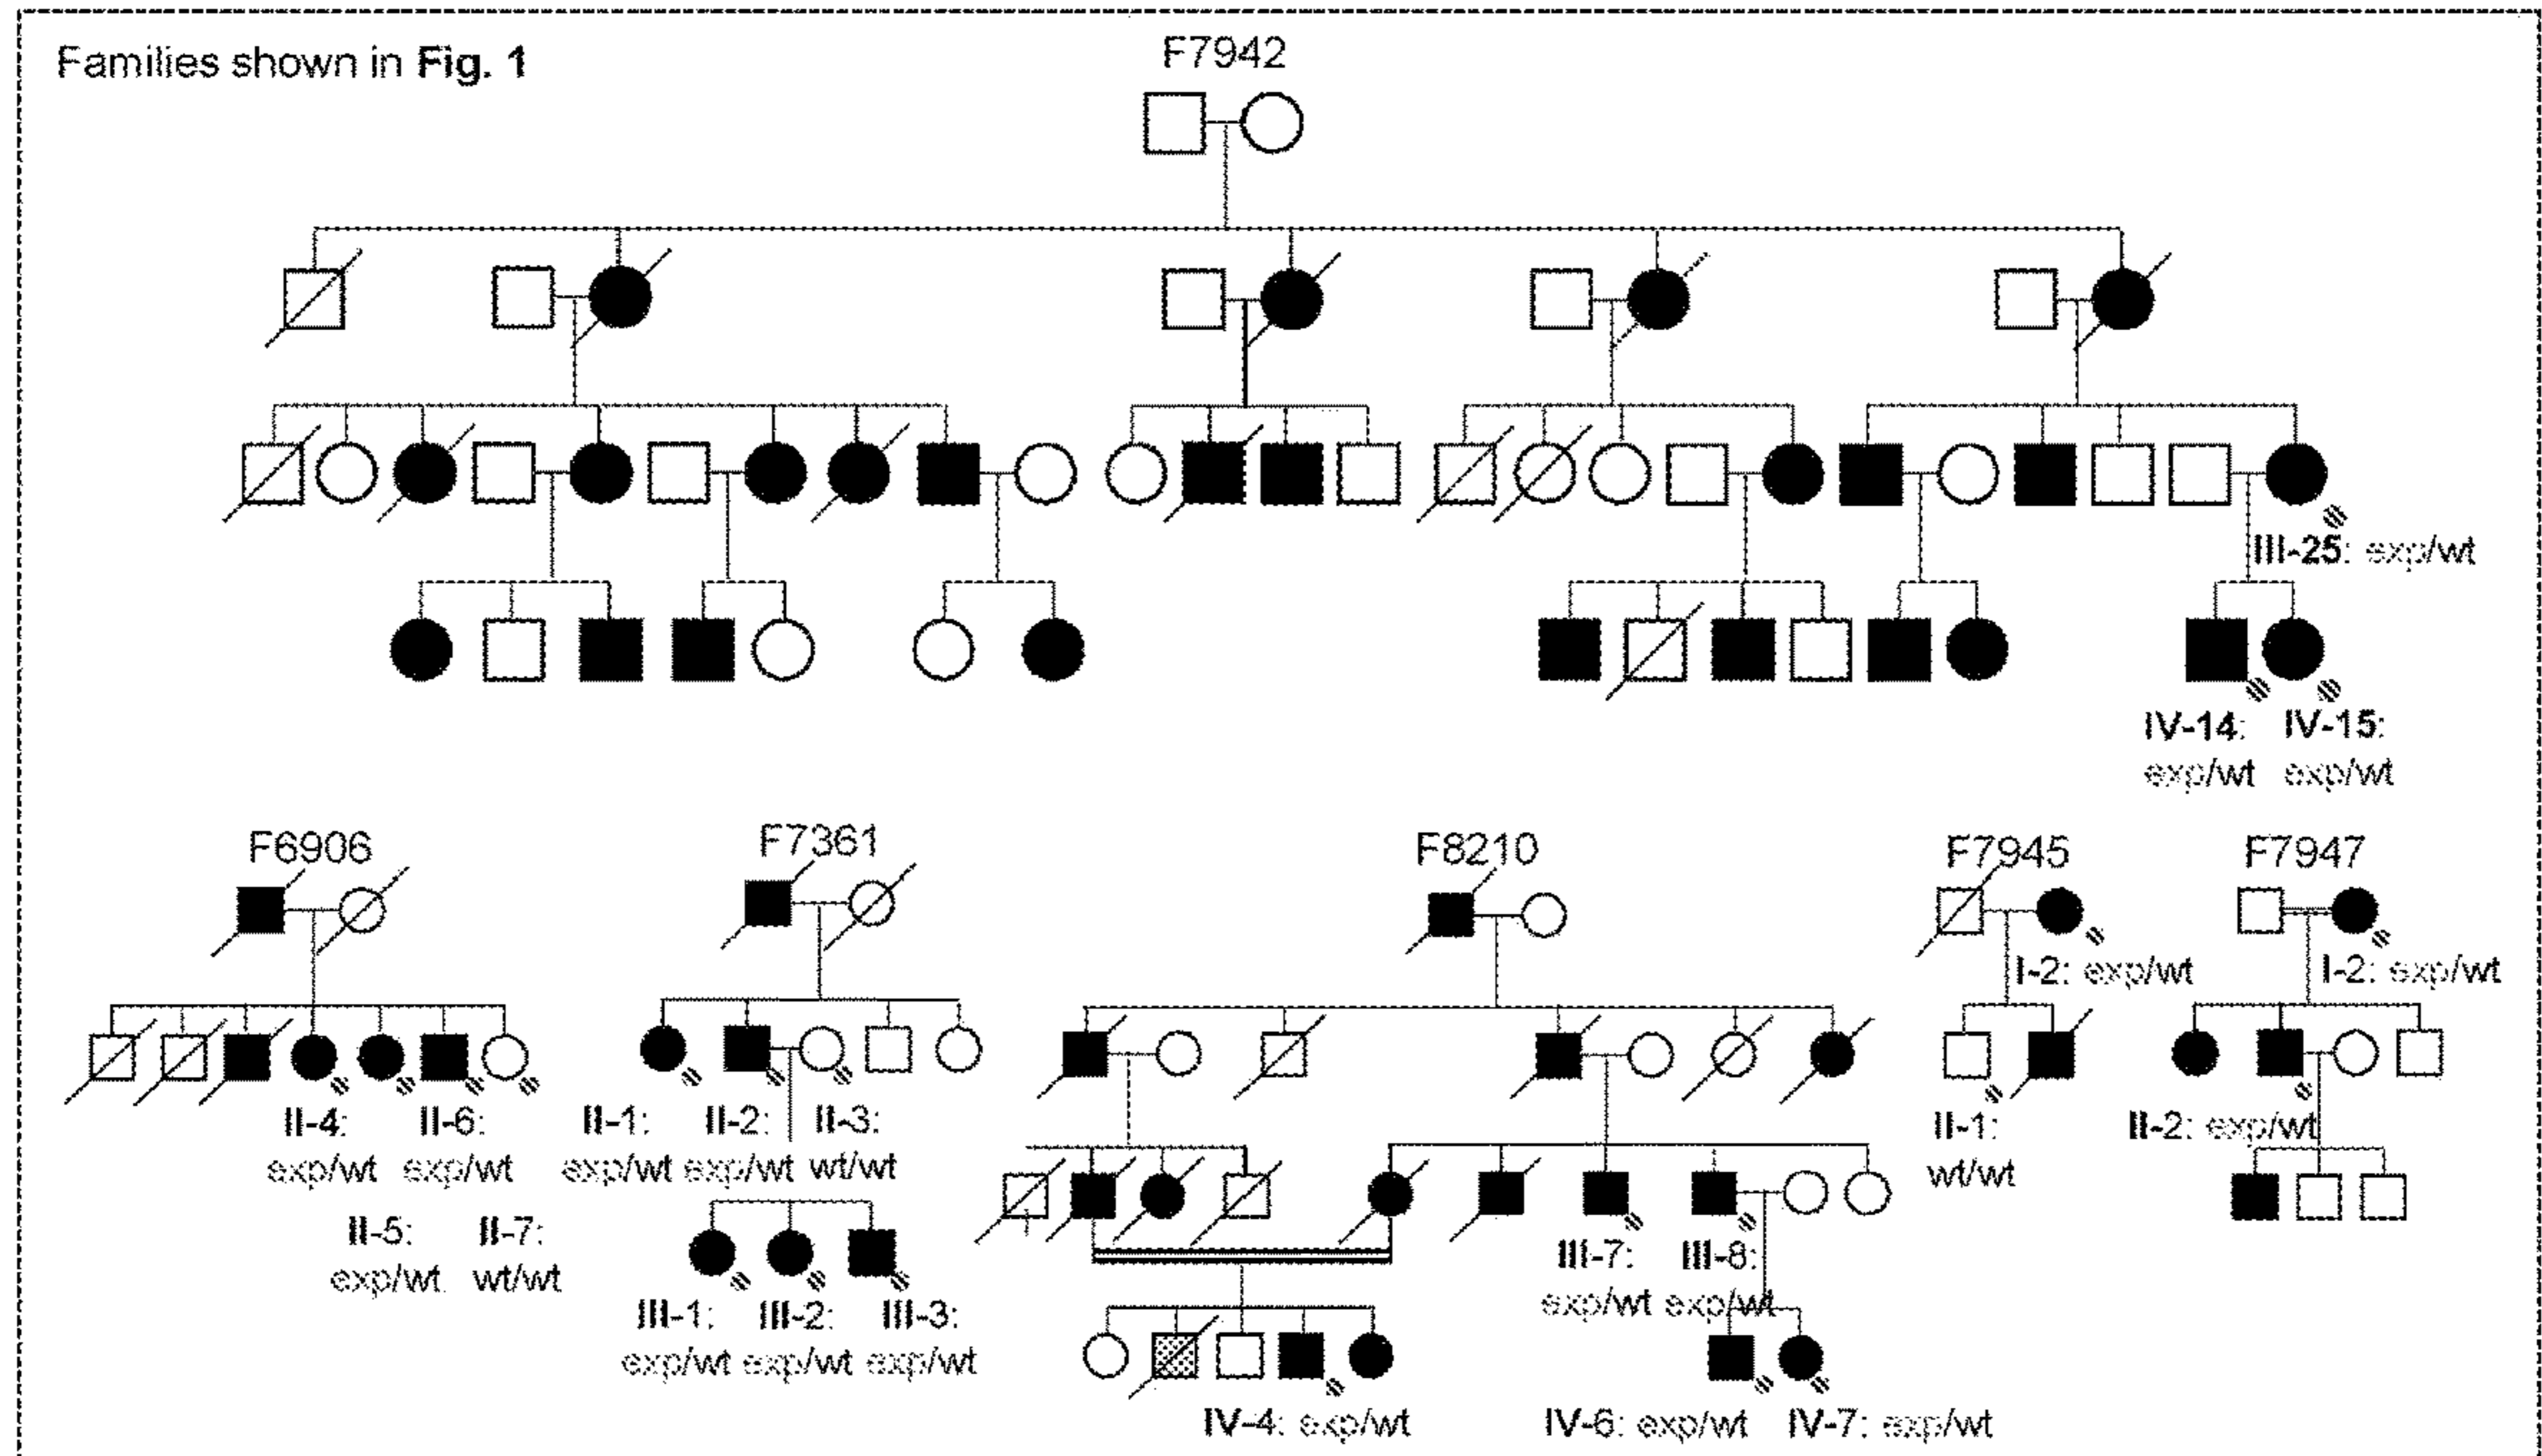 Families shown in Fig. 1
F7942
III-25: exp/wt
IV-14: IV-15:
exp/wt exp/wt
F6906 F7361 F8210 F7945 F7947
I-2: exp/wt I-2: exp/wt
II-4: II-6: II-1: II-2: II-3: II-1: II-2: exp/wt
exp/wt exp/wt exp/wt exp/wt wt/wt wt/wt
II-5: II-7: III-7: III-8:
exp/wt wt/wt exp/wt exp/wt
III-1: III-2: III-3:
exp/wt exp/wt exp/wt
IV-4: exp/wt IV-6: exp/wt IV-7: exp/wt